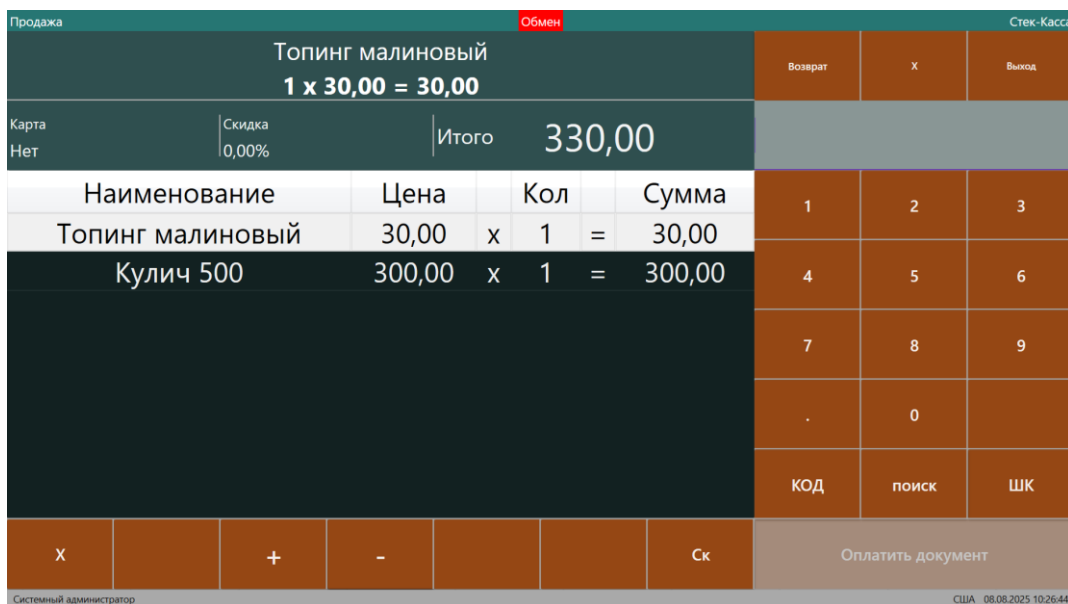 Продажа Обмен Стек-Касса
Топинг малиновый
1 x 30,00 = 30,00
Возврат X Выход
Карта
Нет
Скидка
0,00%
Итого 330,00
Наименование Цена Кол Сумма
Топинг малиновый 30,00 x 1 = 30,00
Кулич 500 300,00 x 1 = 300,00
1 2 3
4 5 6
7 8 9
. 0
КОД поиск ШК
X + - Ск Оплатить документ
Системный администратор США 08.08.2025 10:26:44